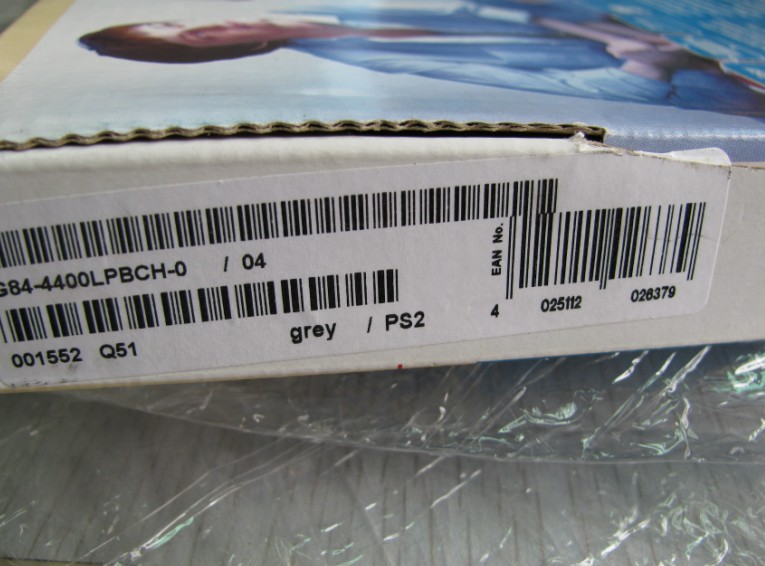 G84-4400LPBCH-0 / 04
001552 Q51
grey / PS2
EAN No.
4 025112 026379